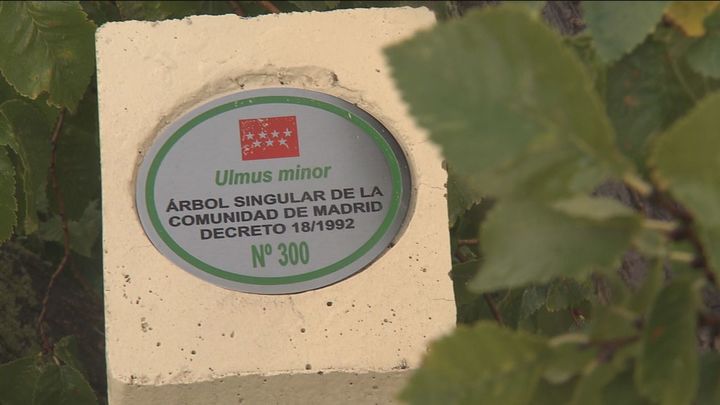 Ulmus minor
ÁRBOL SINGULAR DE LA
COMUNIDAD DE MADRID
DECRETO 18/1992
Nº 300